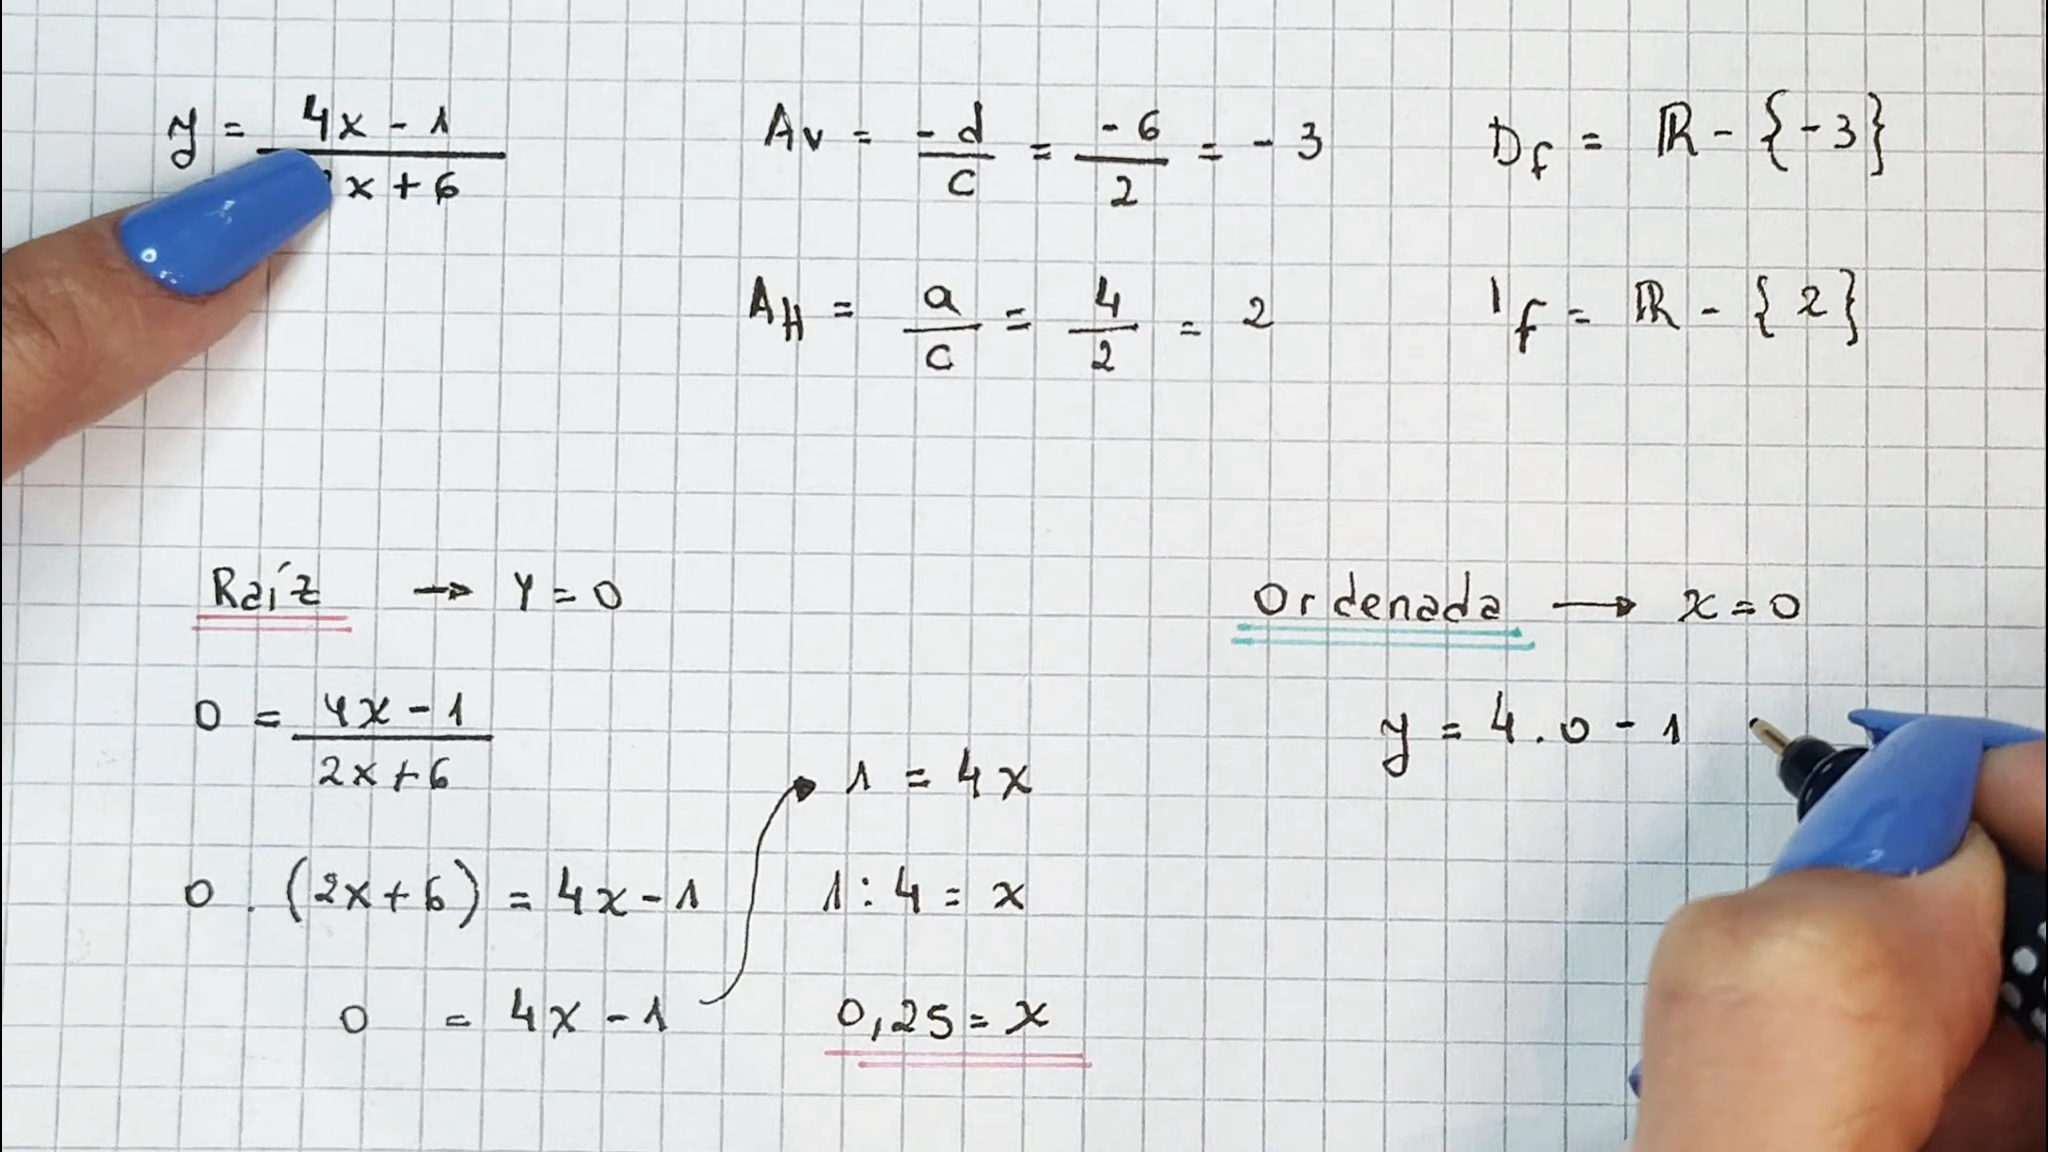 y = 4x - 1
x + 6
Av = -d/c = -6/2 = -3
Df = ℝ - {-3}
AH = a/c = 4/2 = 2
If = ℝ - {2}
Raíz → Y = 0
0 = 4x - 1
2x + 6
0 . (2x + 6) = 4x - 1
0 = 4x - 1
1 = 4x
1 : 4 = x
0,25 = x
Ordenada → x = 0
y = 4 . 0 - 1